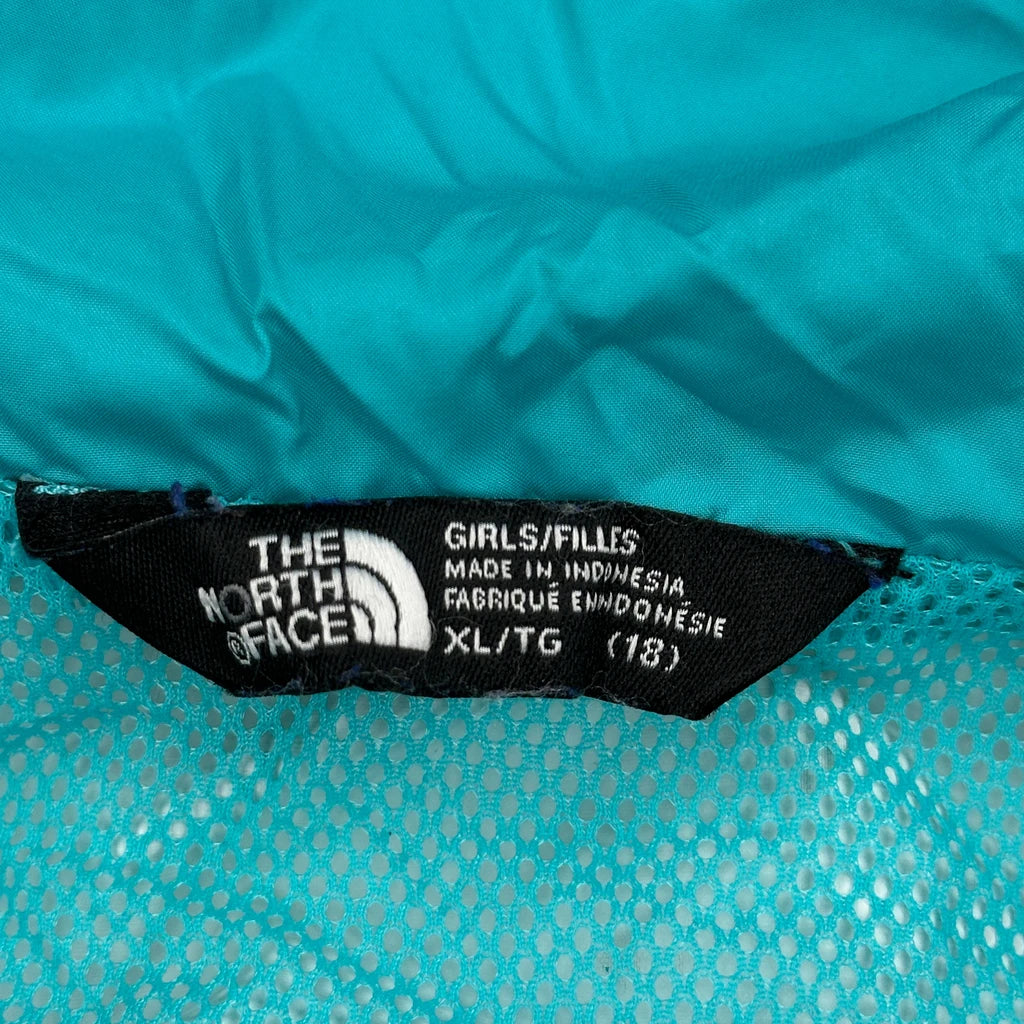 THE
NORTH
®FACE
GIRLS/FILLES
MADE IN INDONESIA
FABRIQUÉ EN INDONÉSIE
XL/TG (18)